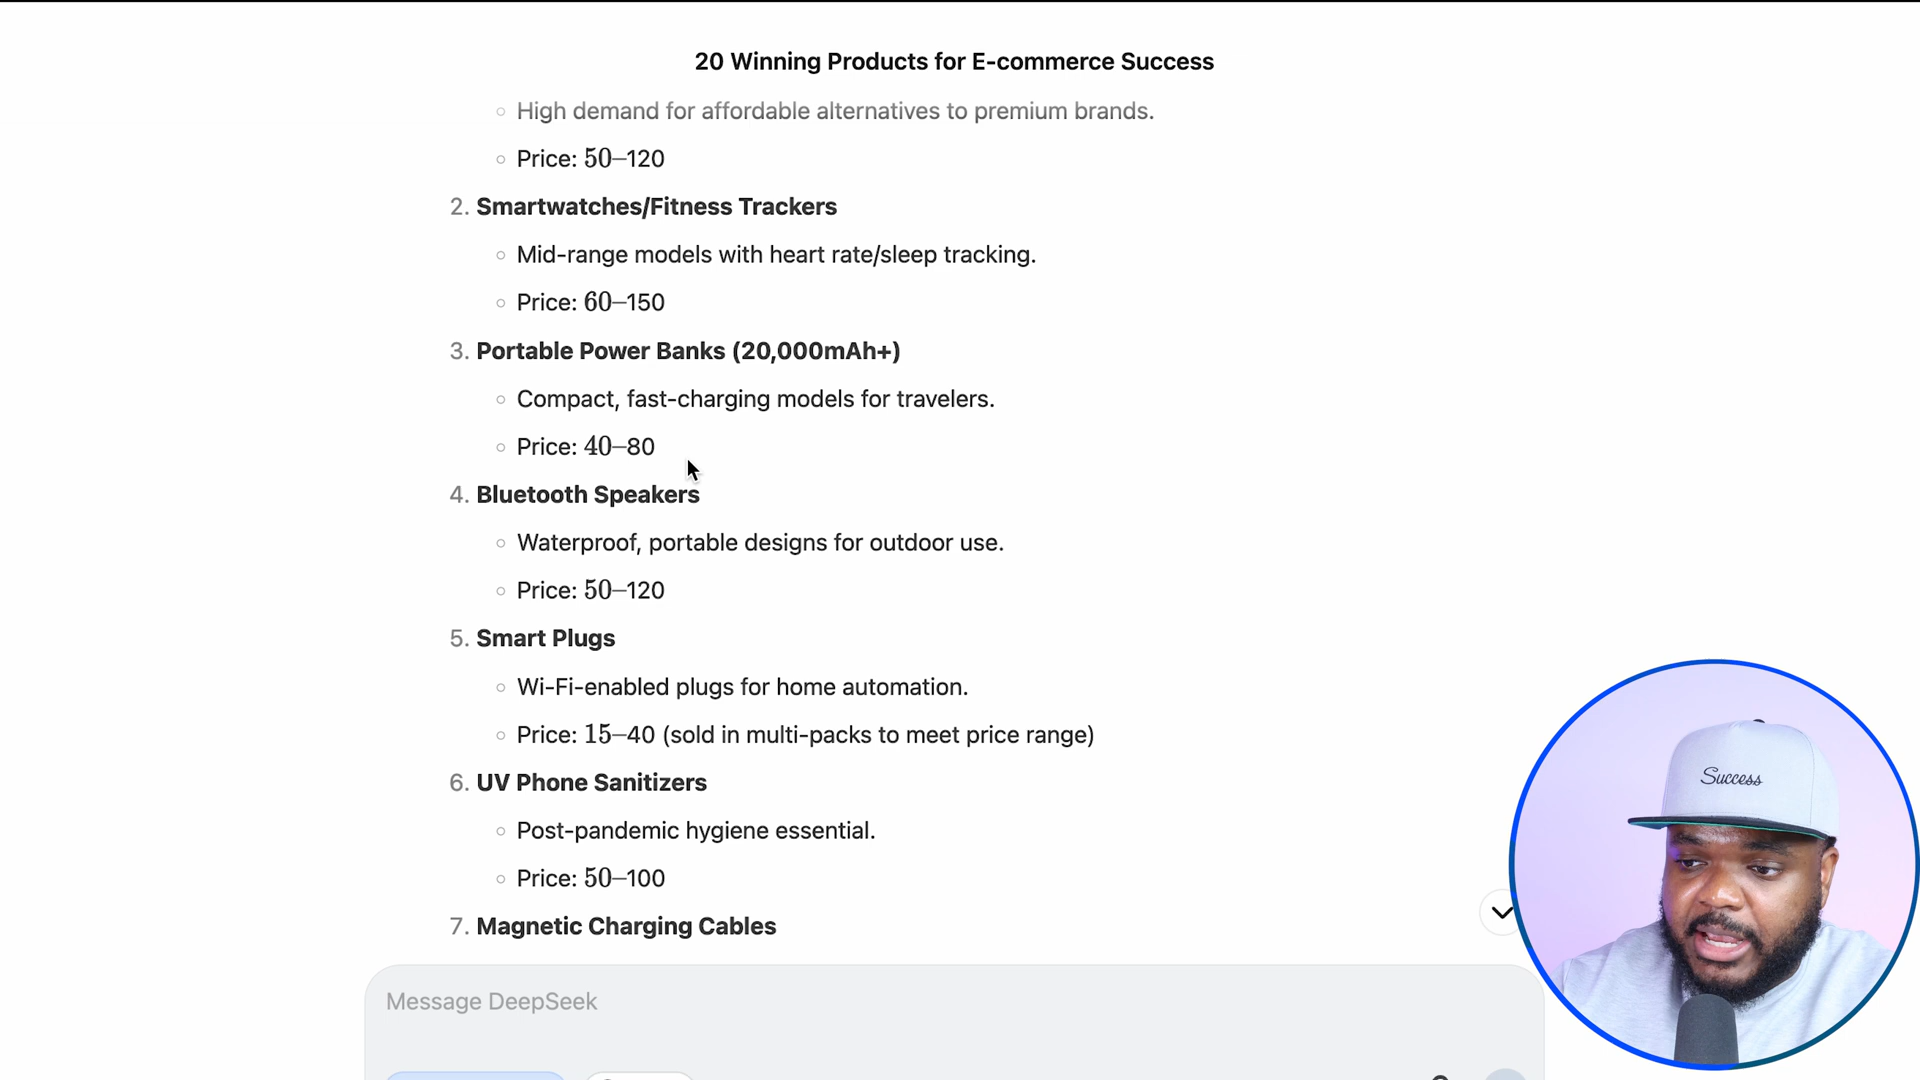 20 Winning Products for E-commerce Success
High demand for affordable alternatives to premium brands.
Price: 50–120
2. Smartwatches/Fitness Trackers
Mid-range models with heart rate/sleep tracking.
Price: 60–150
3. Portable Power Banks (20,000mAh+)
Compact, fast-charging models for travelers.
Price: 40–80
4. Bluetooth Speakers
Waterproof, portable designs for outdoor use.
Price: 50–120
5. Smart Plugs
Wi-Fi-enabled plugs for home automation.
Price: 15–40 (sold in multi-packs to meet price range)
6. UV Phone Sanitizers
Post-pandemic hygiene essential.
Price: 50–100
7. Magnetic Charging Cables
Message DeepSeek
Success